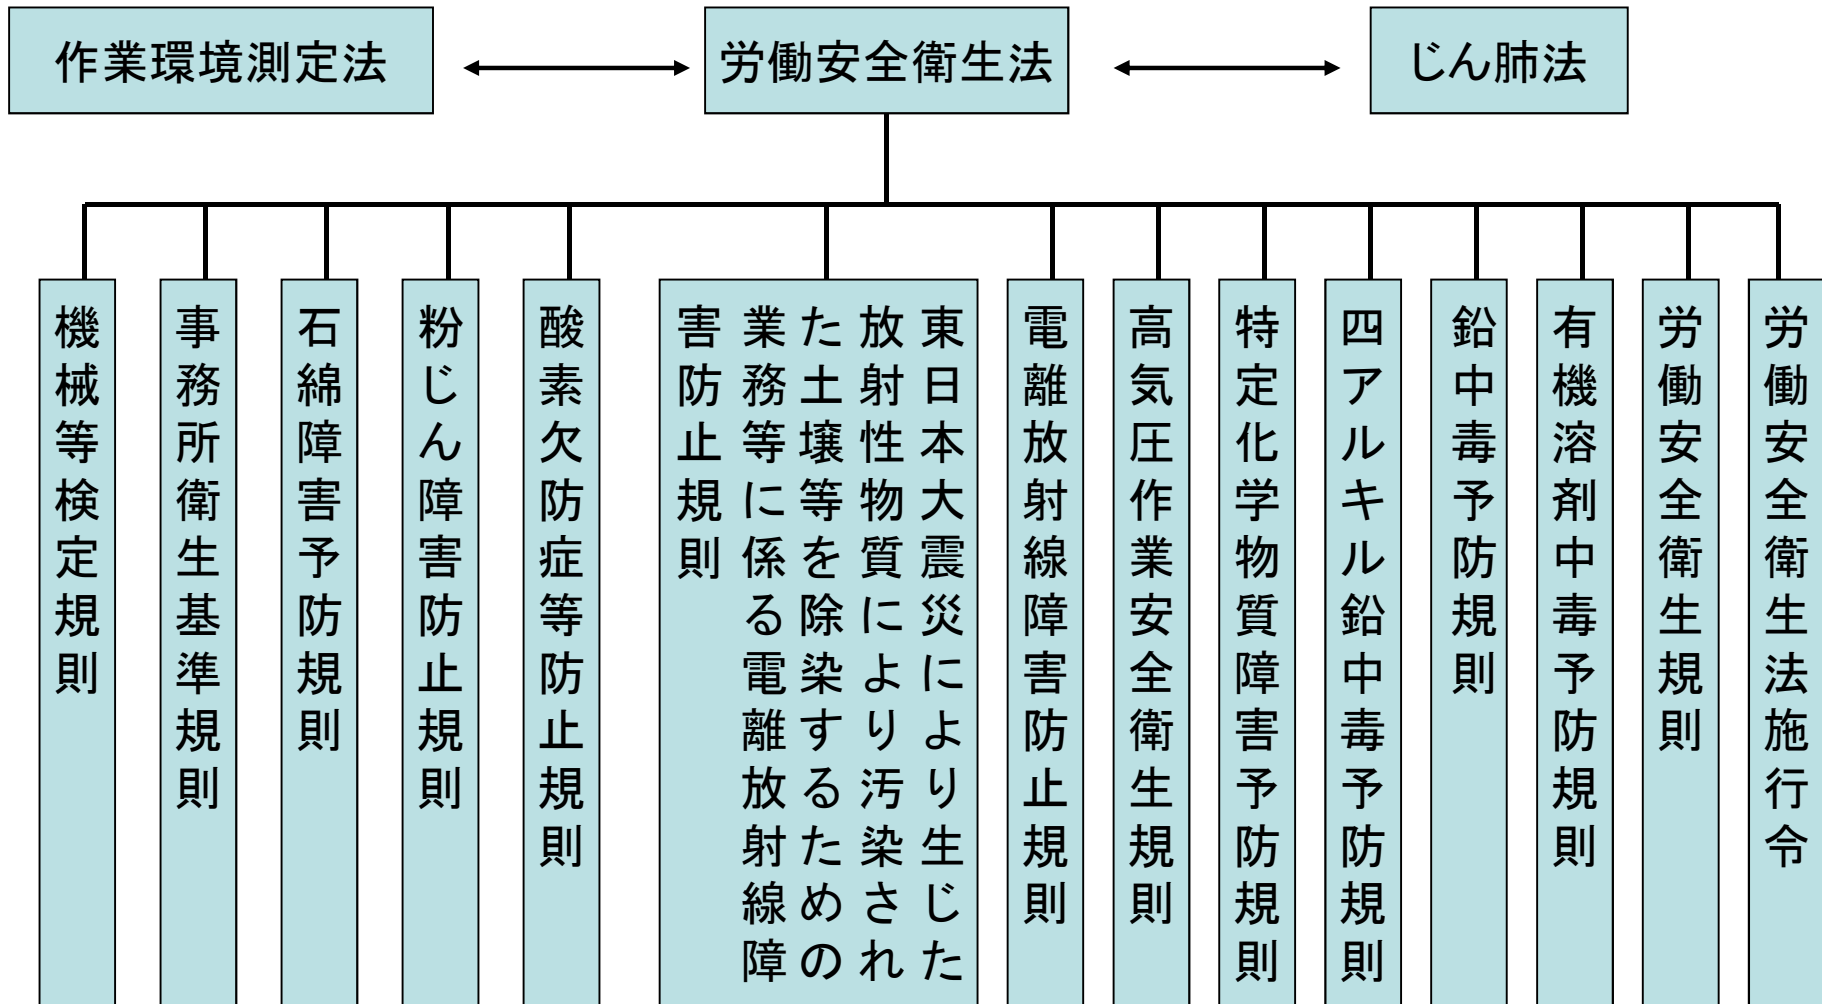 作業環境測定法
労働安全衛生法
じん肺法
労働安全衛生法施行令
労働安全衛生規則
有機溶剤中毒予防規則
鉛中毒予防規則
四アルキル鉛中毒予防規則
特定化学物質障害予防規則
高気圧作業安全衛生規則
電離放射線障害防止規則
東日本大震災により生じた
放射性物質により汚染され
た土壌等を除染するための
業務等に係る電離放射線障
害防止規則
酸素欠防症等防止規則
粉じん障害防止規則
石綿障害予防規則
事務所衛生基準規則
機械等検定規則